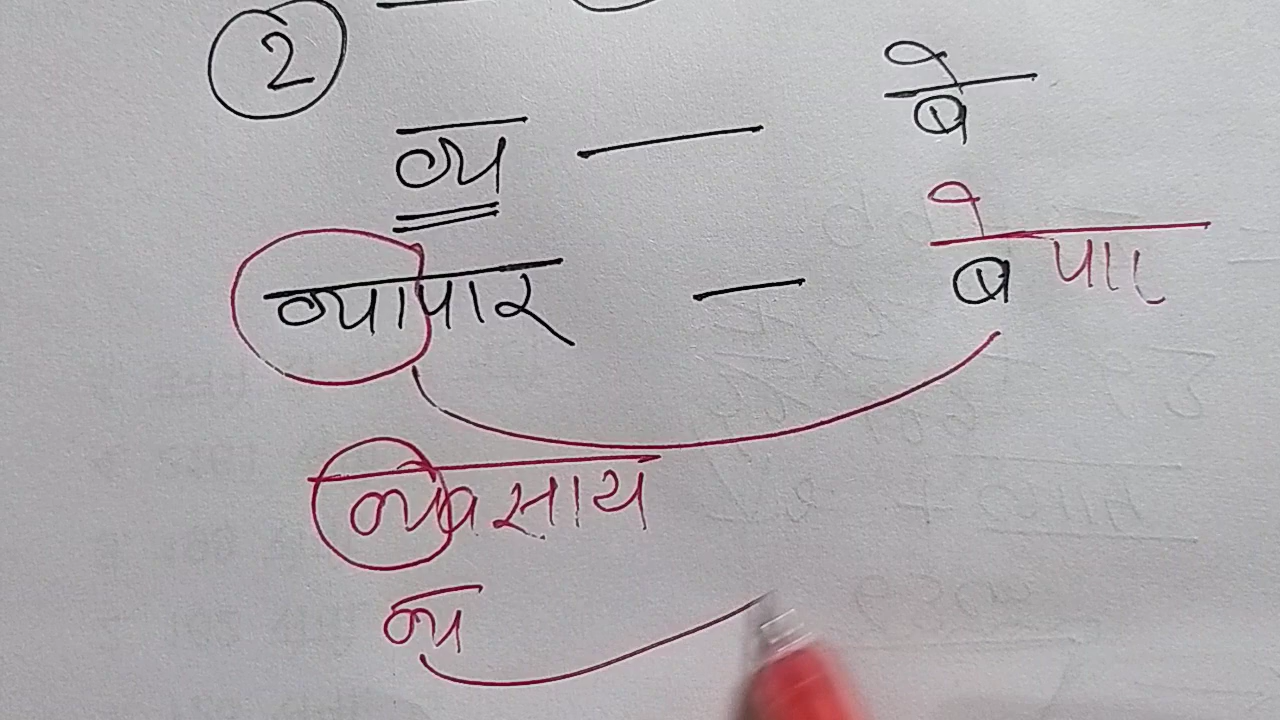 2
व्य — बे
व्यापार — बेपार
व्यवसाय
व्य